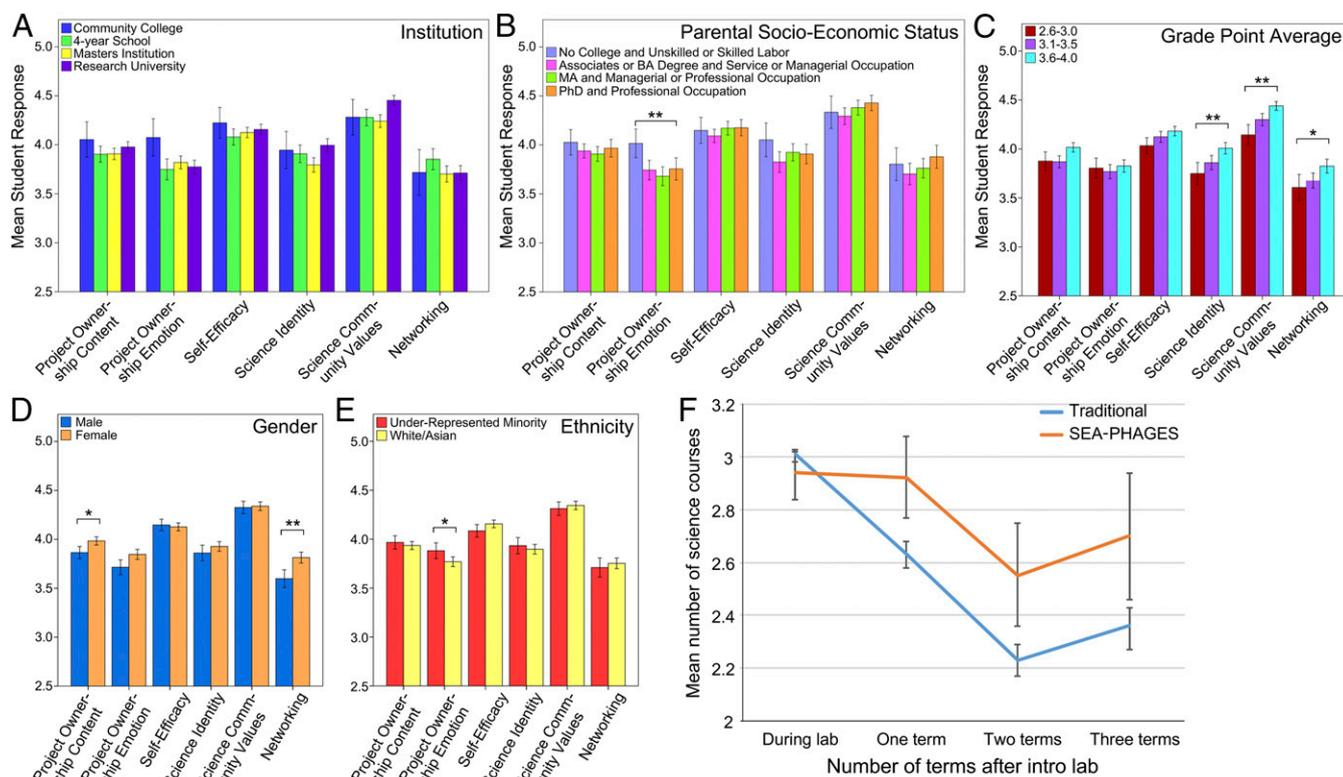 A
Institution
Community College
4-year School
Masters Institution
Research University
Mean Student Response
5.0
4.5
4.0
3.5
3.0
2.5
Project Owner-
ship Content
Project Owner-
ship Emotion
Self-Efficacy
Science Identity
Science Comm-
unity Values
Networking
B
Parental Socio-Economic Status
No College and Unskilled or Skilled Labor
Associates or BA Degree and Service or Managerial Occupation
MA and Managerial or Professional Occupation
PhD and Professional Occupation
Mean Student Response
5.0
4.5
4.0
3.5
3.0
2.5
**
Project Owner-
ship Content
Project Owner-
ship Emotion
Self-Efficacy
Science Identity
Science Comm-
unity Values
Networking
C
Grade Point Average
2.6-3.0
3.1-3.5
3.6-4.0
Mean Student Response
5.0
4.5
4.0
3.5
3.0
2.5
**
**
*
Project Owner-
ship Content
Project Owner-
ship Emotion
Self-Efficacy
Science Identity
Science Comm-
unity Values
Networking
D
Gender
Male
Female
Mean Student Response
5.0
4.5
4.0
3.5
3.0
2.5
*
**
Project Owner-
ship Content
Project Owner-
ship Emotion
Self-Efficacy
Science Identity
Science Comm-
unity Values
Networking
E
Ethnicity
Under-Represented Minority
White/Asian
5.0
4.5
4.0
3.5
3.0
2.5
*
Project Owner-
ship Content
Project Owner-
ship Emotion
Self-Efficacy
Science Identity
Science Comm-
unity Values
Networking
F
Traditional
SEA-PHAGES
Mean number of science courses
3.2
3
2.8
2.6
2.4
2.2
2
During lab
One term
Two terms
Three terms
Number of terms after intro lab